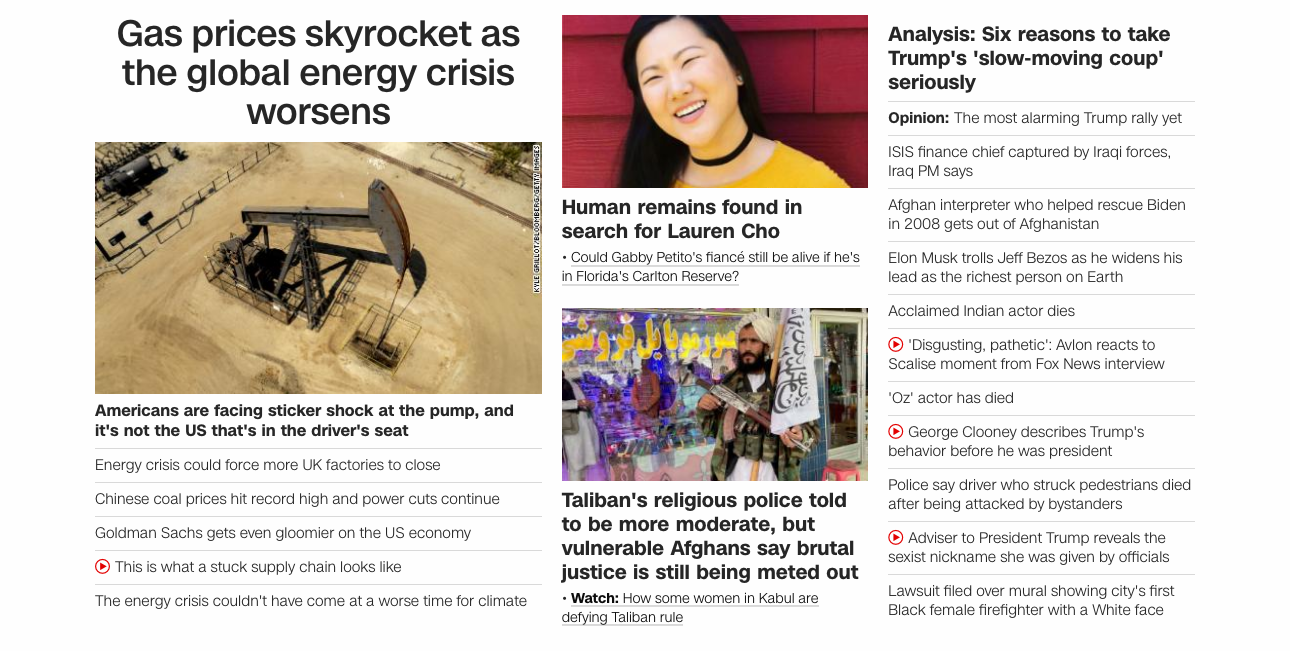 Gas prices skyrocket as
the global energy crisis
worsens
KYLE GRILLOT/BLOOMBERG/GETTY IMAGES
Americans are facing sticker shock at the pump, and
it's not the US that's in the driver's seat
Energy crisis could force more UK factories to close
Chinese coal prices hit record high and power cuts continue
Goldman Sachs gets even gloomier on the US economy
This is what a stuck supply chain looks like
The energy crisis couldn't have come at a worse time for climate
Human remains found in
search for Lauren Cho
• Could Gabby Petito's fiancé still be alive if he's
in Florida's Carlton Reserve?
صورموبایل فروشی
Taliban's religious police told
to be more moderate, but
vulnerable Afghans say brutal
justice is still being meted out
• Watch: How some women in Kabul are
defying Taliban rule
Analysis: Six reasons to take
Trump's 'slow-moving coup'
seriously
Opinion: The most alarming Trump rally yet
ISIS finance chief captured by Iraqi forces,
Iraq PM says
Afghan interpreter who helped rescue Biden
in 2008 gets out of Afghanistan
Elon Musk trolls Jeff Bezos as he widens his
lead as the richest person on Earth
Acclaimed Indian actor dies
'Disgusting, pathetic': Avlon reacts to
Scalise moment from Fox News interview
'Oz' actor has died
George Clooney describes Trump's
behavior before he was president
Police say driver who struck pedestrians died
after being attacked by bystanders
Adviser to President Trump reveals the
sexist nickname she was given by officials
Lawsuit filed over mural showing city's first
Black female firefighter with a White face